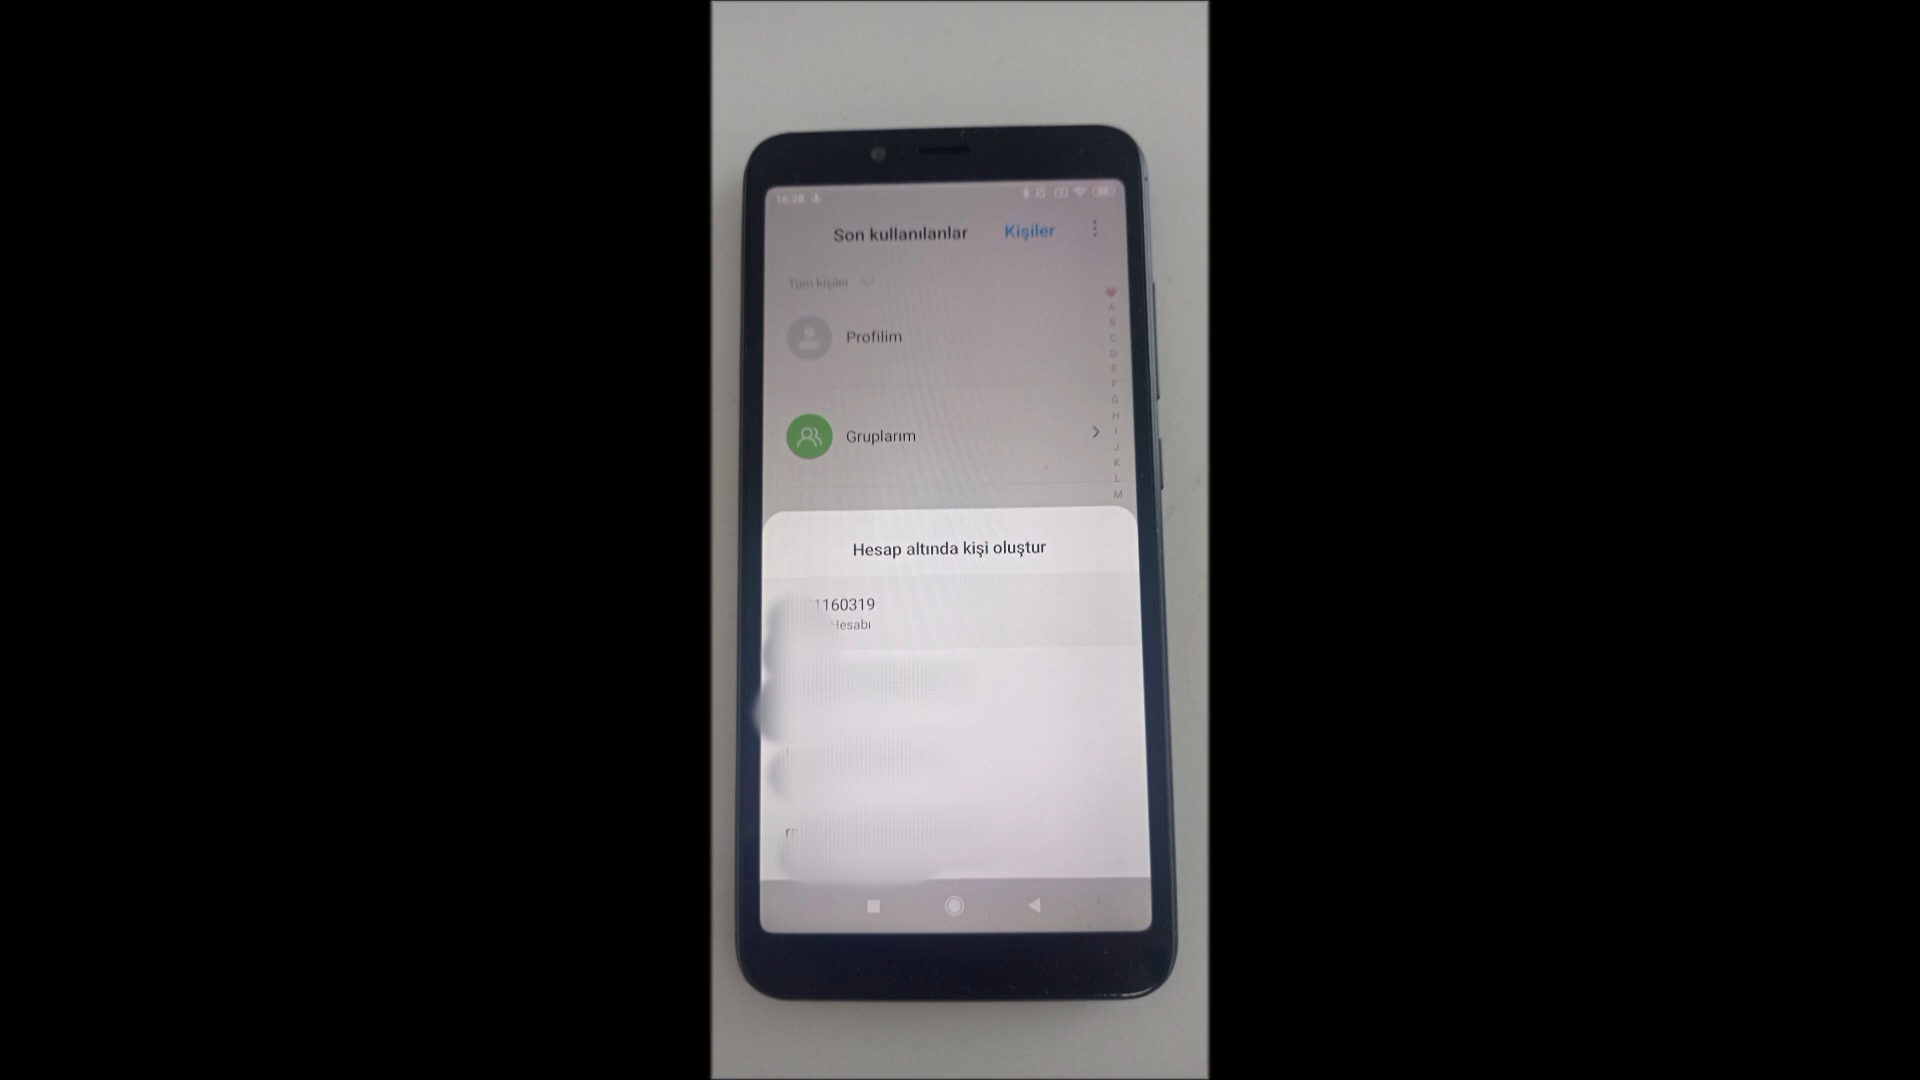 16:28
Son kullanılanlar
Kişiler
Tüm kişiler
Profilim
Gruplarım
A
B
C
D
E
F
G
H
I
J
K
L
M
Hesap altında kişi oluştur
1160319
Hesabı